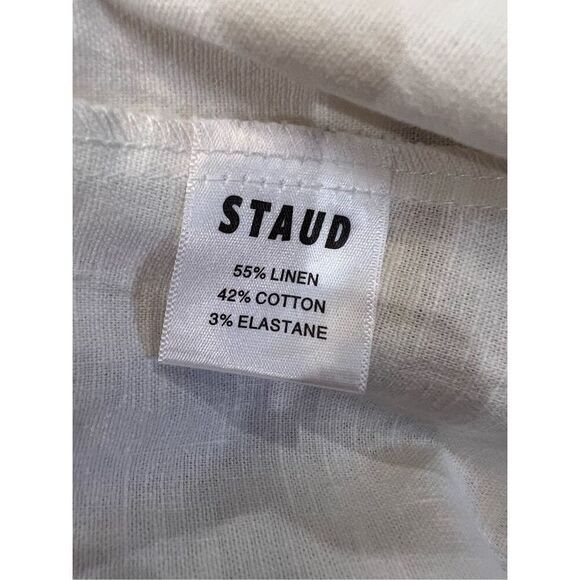 STAUD
55% LINEN
42% COTTON
3% ELASTANE